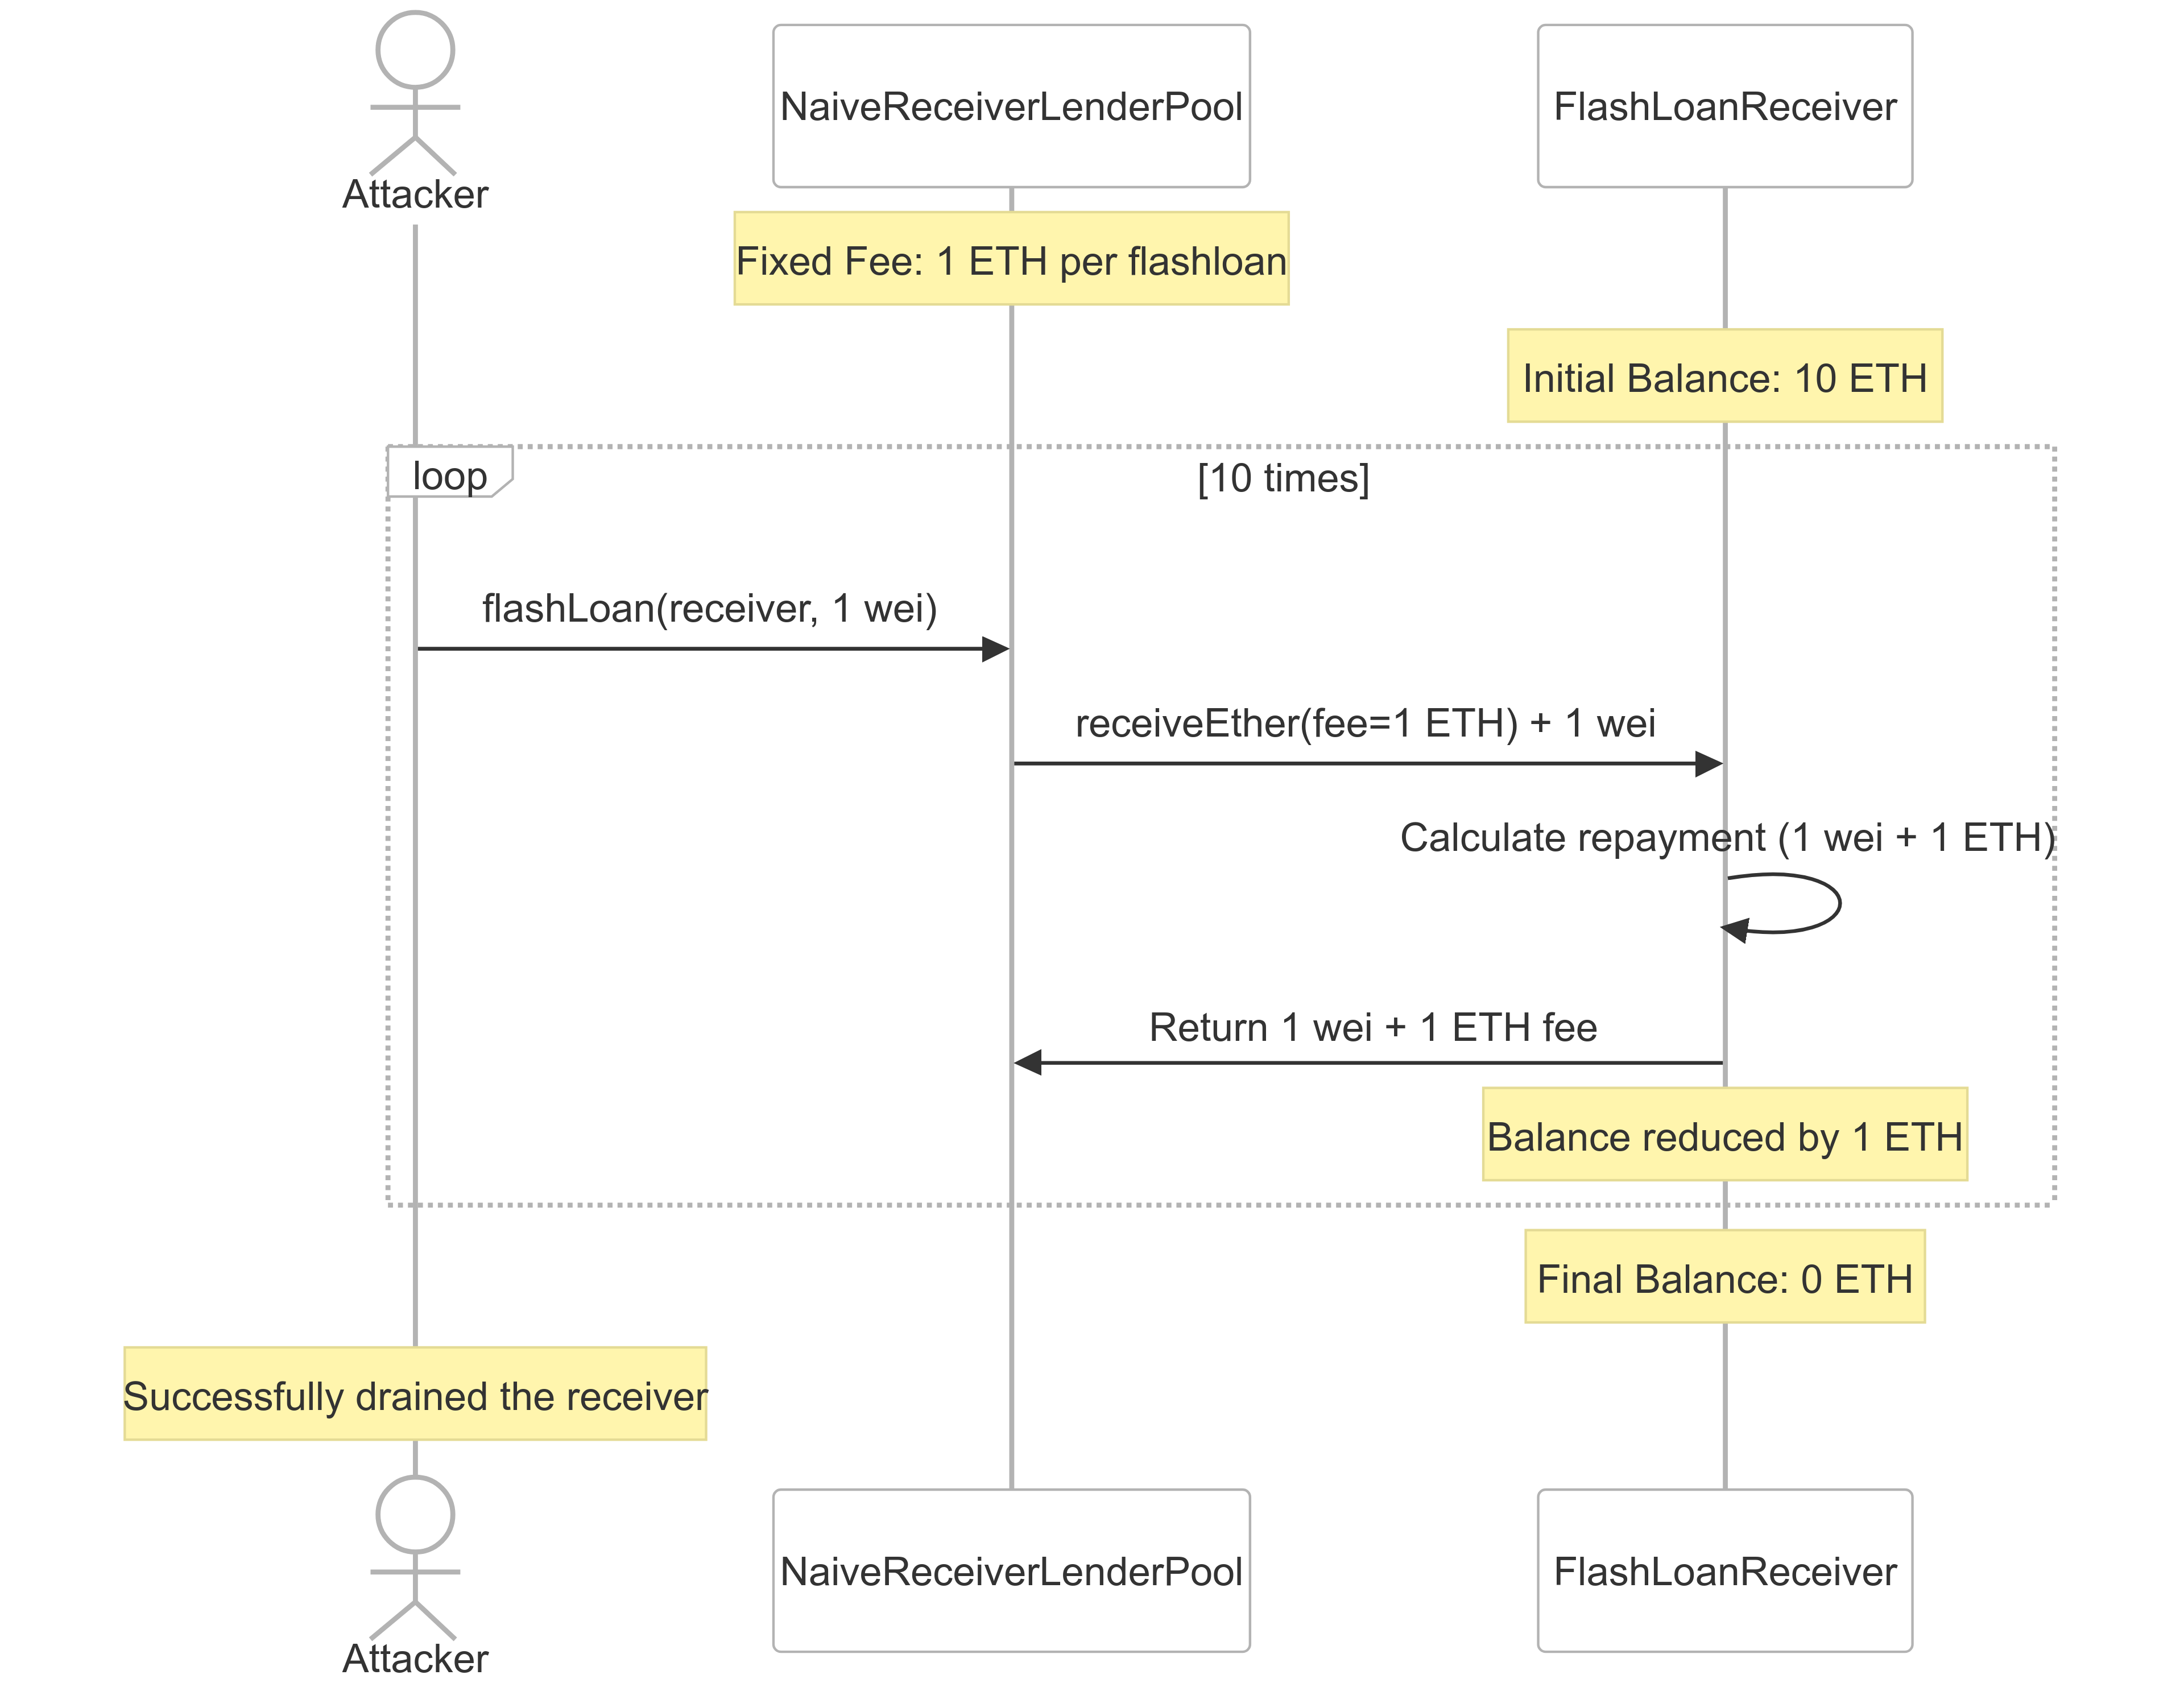 Attacker
NaiveReceiverLenderPool
FlashLoanReceiver
Fixed Fee: 1 ETH per flashloan
Initial Balance: 10 ETH
loop
[10 times]
flashLoan(receiver, 1 wei)
receiveEther(fee=1 ETH) + 1 wei
Calculate repayment (1 wei + 1 ETH)
Return 1 wei + 1 ETH fee
Balance reduced by 1 ETH
Final Balance: 0 ETH
Successfully drained the receiver
Attacker
NaiveReceiverLenderPool
FlashLoanReceiver